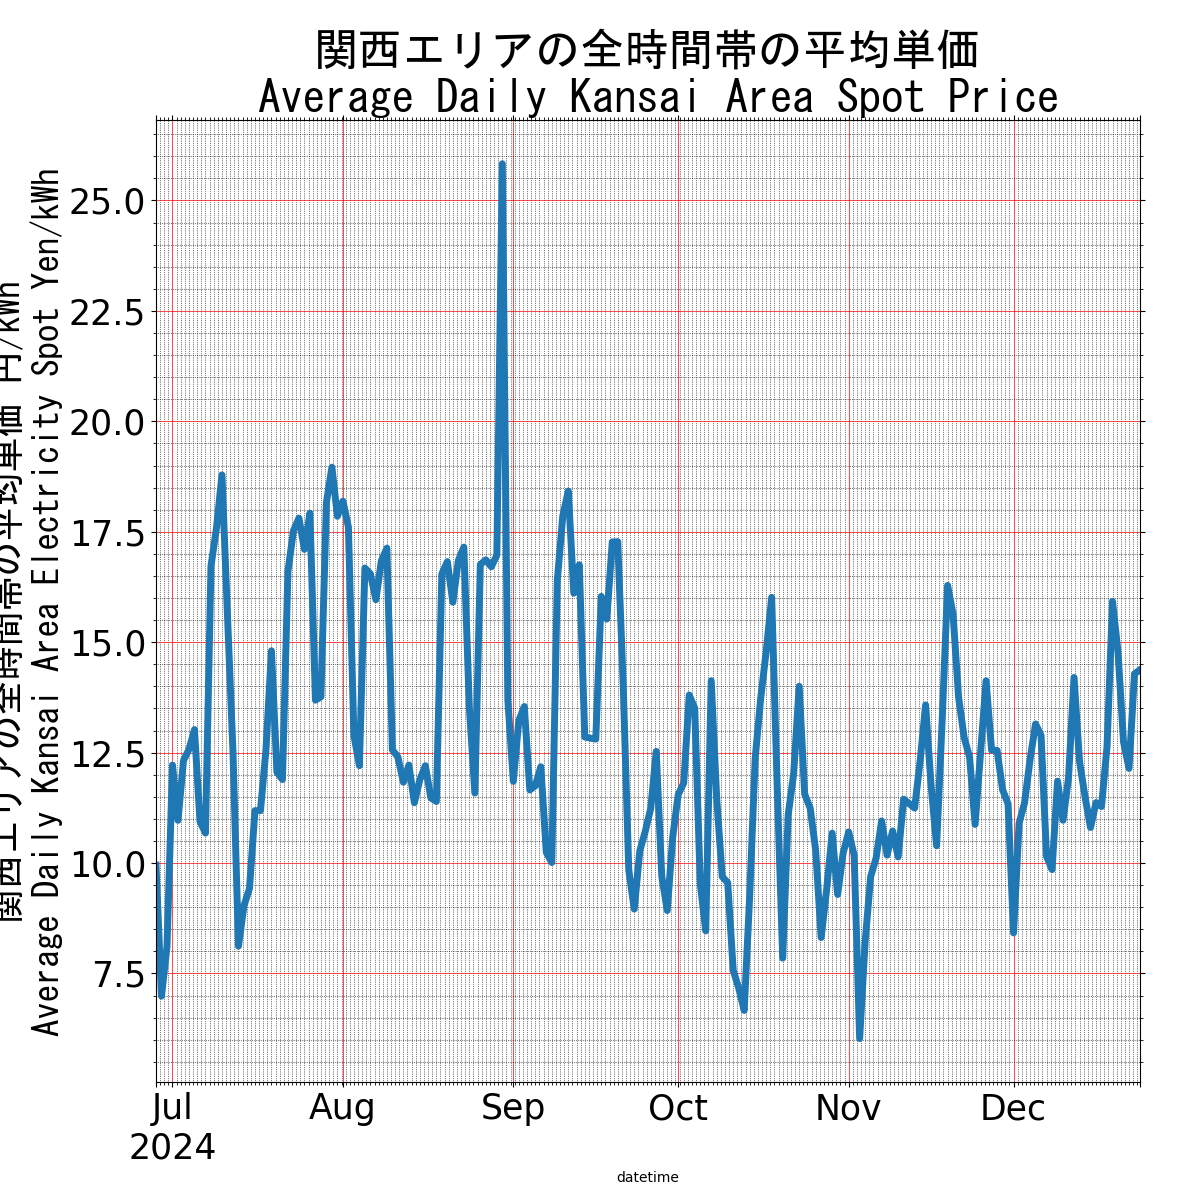 関西エリアの全時間帯の平均単価
Average Daily Kansai Area Spot Price
関西エリアの全時間帯の平均単価 円/kWh
Average Daily Kansai Area Electricity Spot Yen/kWh
25.0
22.5
20.0
17.5
15.0
12.5
10.0
7.5
Jul Aug Sep Oct Nov Dec
2024
datetime